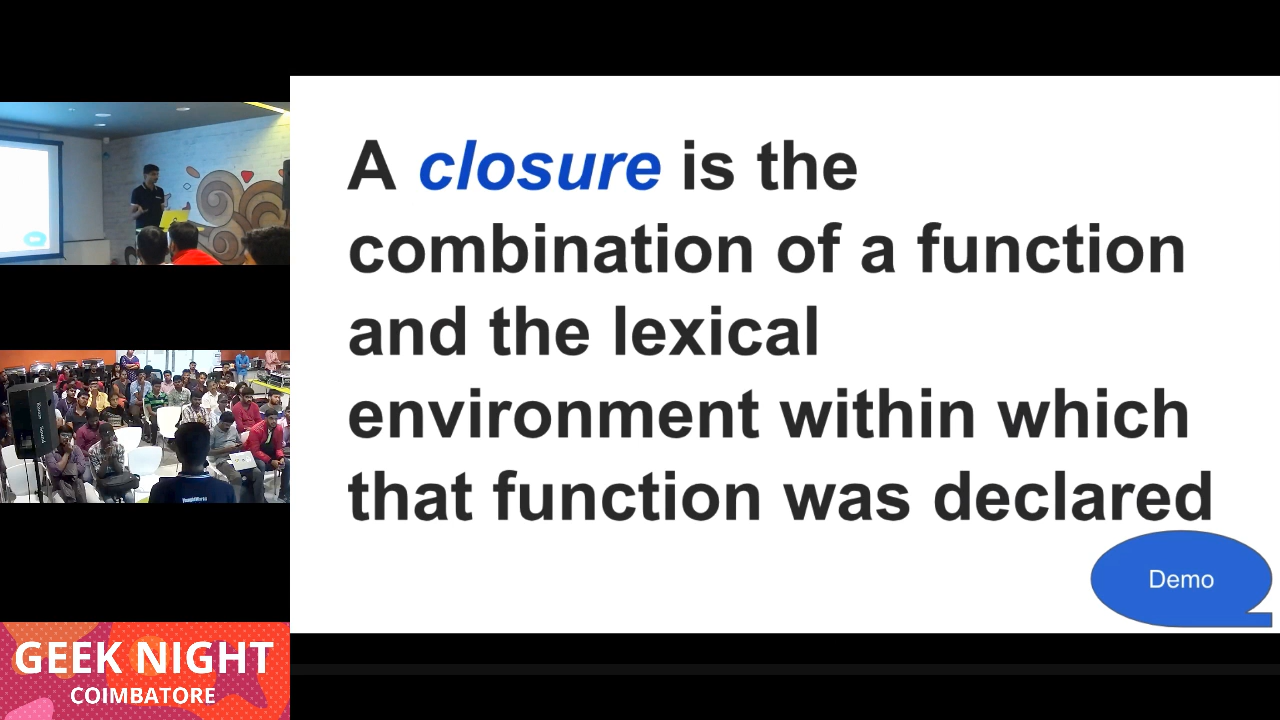 A closure is the
combination of a function
and the lexical
environment within which
that function was declared
Demo
GEEK NIGHT
COIMBATORE